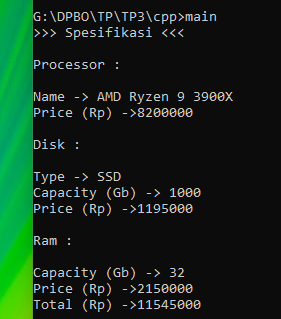 G:\DPBO\TP\TP3\cpp>main
>>> Spesifikasi <<<
Processor :
Name -> AMD Ryzen 9 3900X
Price (Rp) ->8200000
Disk :
Type -> SSD
Capacity (Gb) -> 1000
Price (Rp) ->1195000
Ram :
Capacity (Gb) -> 32
Price (Rp) ->2150000
Total (Rp) ->11545000